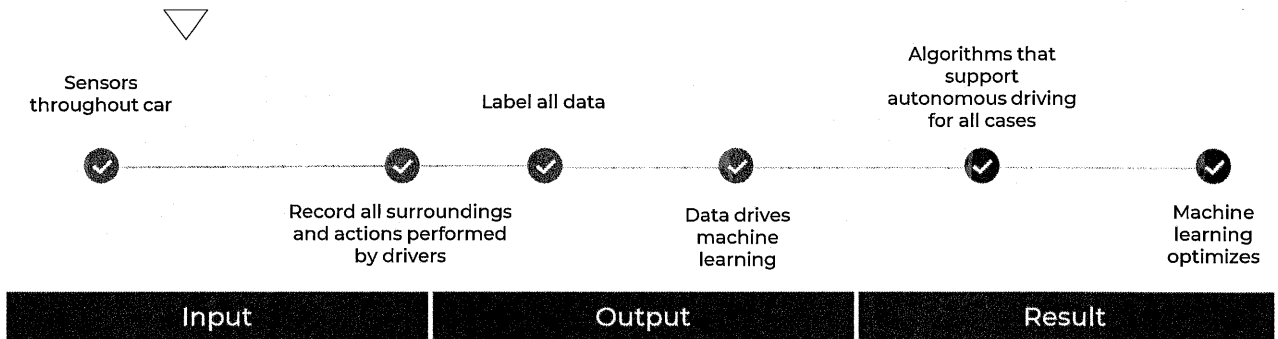 Sensors
throughout car
Record all surroundings
and actions performed
by drivers
Label all data
Data drives
machine
learning
Algorithms that
support
autonomous driving
for all cases
Machine
learning
optimizes
Input
Output
Result